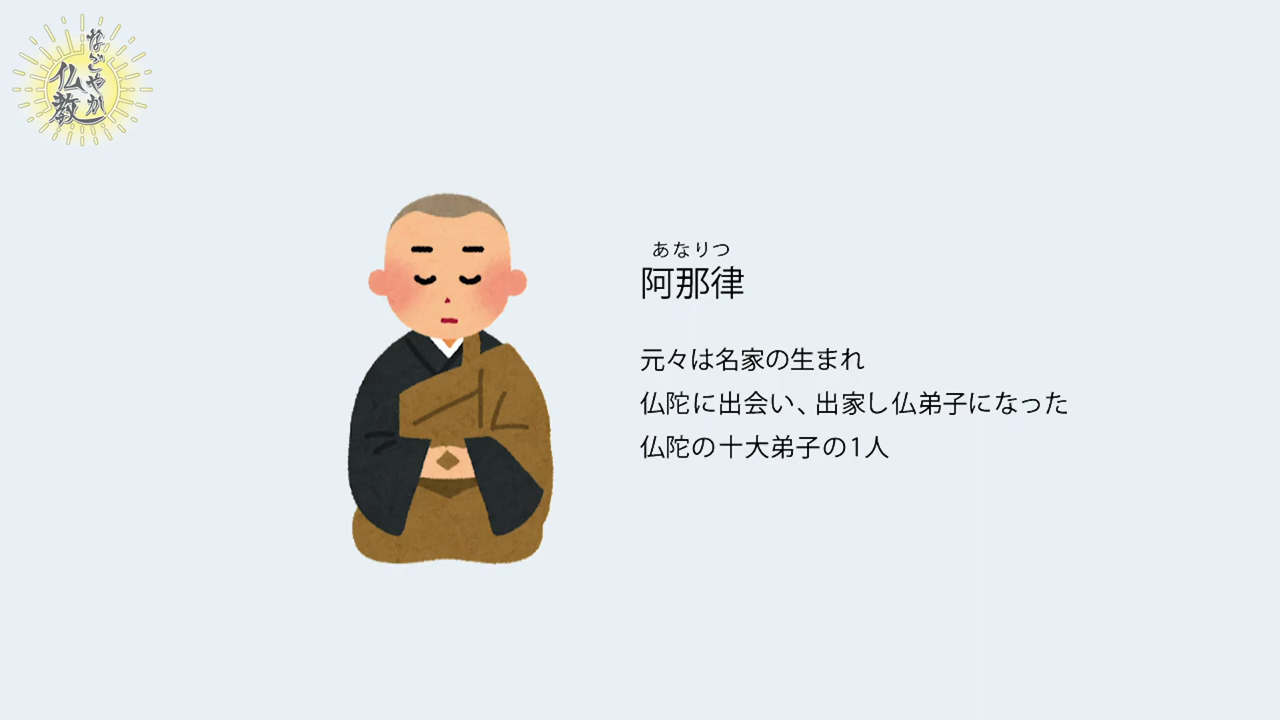 なごやか
仏教
あなりつ
阿那律
元々は名家の生まれ
仏陀に出会い、出家し仏弟子になった
仏陀の十大弟子の1人